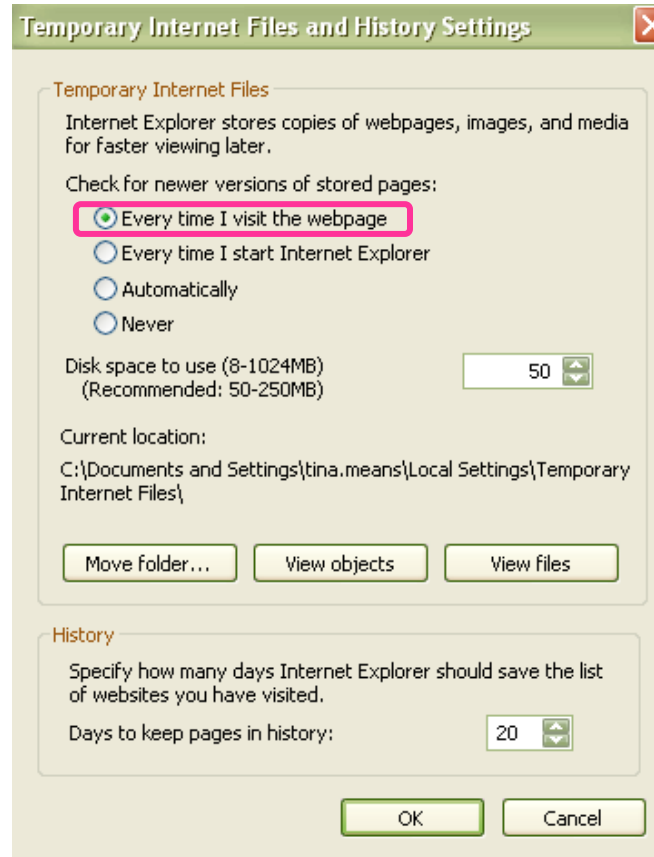 Temporary Internet Files and History Settings
Temporary Internet Files
Internet Explorer stores copies of webpages, images, and media
for faster viewing later.
Check for newer versions of stored pages:
Every time I visit the webpage
Every time I start Internet Explorer
Automatically
Never
Disk space to use (8-1024MB)
50
(Recommended: 50-250MB)
Current location:
C:\Documents and Settings\tina.means\Local Settings\Temporary
Internet Files\
Move folder... View objects View files
History
Specify how many days Internet Explorer should save the list
of websites you have visited.
Days to keep pages in history: 20
OK Cancel